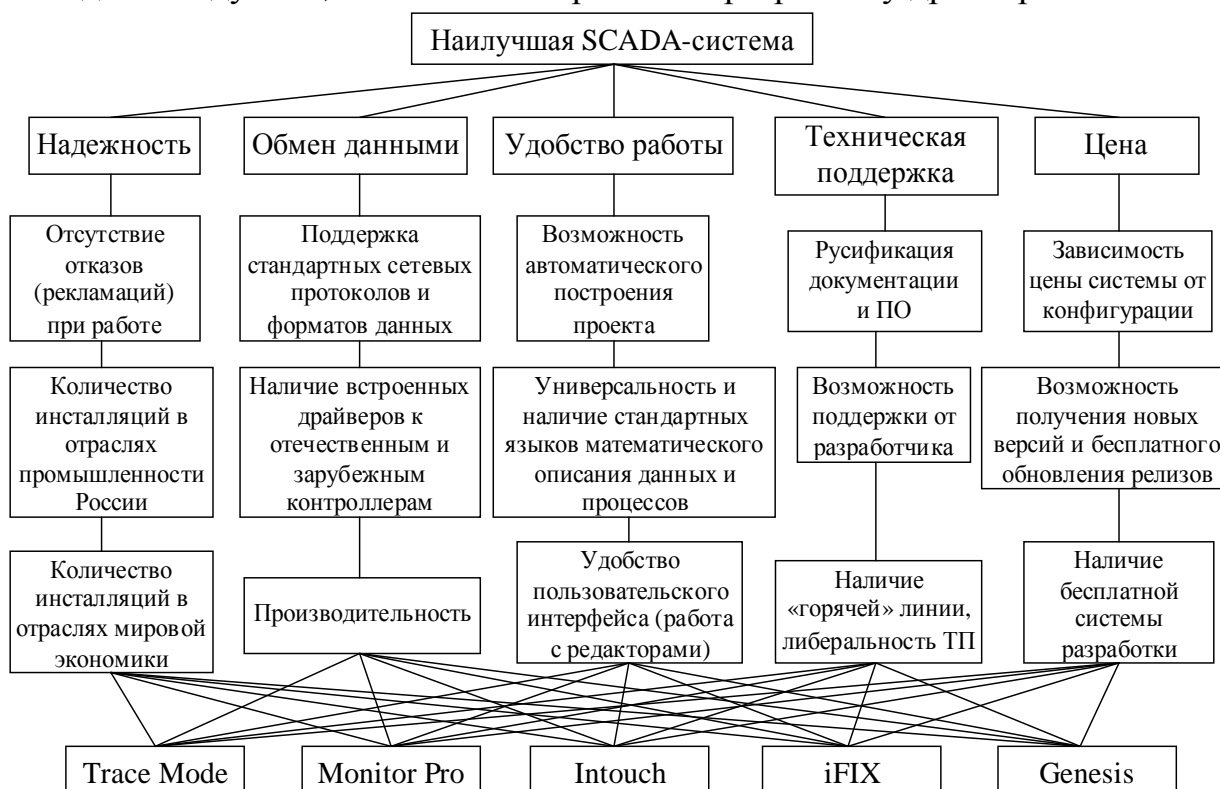 Наилучшая SCADA-система
Надежность
Обмен данными
Удобство работы
Техническая
поддержка
Цена
Отсутствие
отказов
(рекламаций)
при работе
Поддержка
стандартных сетевых
протоколов и
форматов данных
Возможность
автоматического
построения
проекта
Русификация
документации
и ПО
Зависимость
цены системы от
конфигурации
Количество
инсталляций в
отраслях
промышленности
России
Наличие встроенных
драйверов к
отечественным и
зарубежным
контроллерам
Универсальность и
наличие стандартных
языков математического
описания данных и
процессов
Возможность
поддержки от
разработчика
Возможность
получения новых
версий и бесплатного
обновления релизов
Количество
инсталляций в
отраслях мировой
экономики
Производительность
Удобство
пользовательского
интерфейса (работа
с редакторами)
Наличие
«горячей» линии,
либеральность ТП
Наличие
бесплатной
системы
разработки
Trace Mode
Monitor Pro
Intouch
iFIX
Genesis